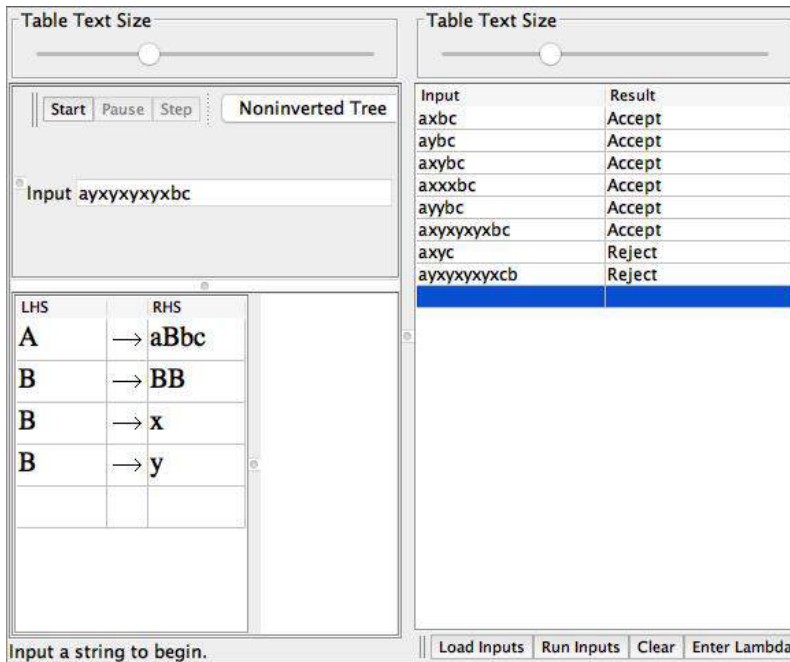 Table Text Size
Start Pause Step Noninverted Tree
Input ayxyxyxyxbc
LHS RHS
A → aBbc
B → BB
B → x
B → y
Input a string to begin.
Table Text Size
Input Result
axbc Accept
aybc Accept
axybc Accept
axxxbc Accept
ayybc Accept
axyxyxyxbc Accept
axyc Reject
ayxyxyxyxcb Reject
Load Inputs Run Inputs Clear Enter Lambda